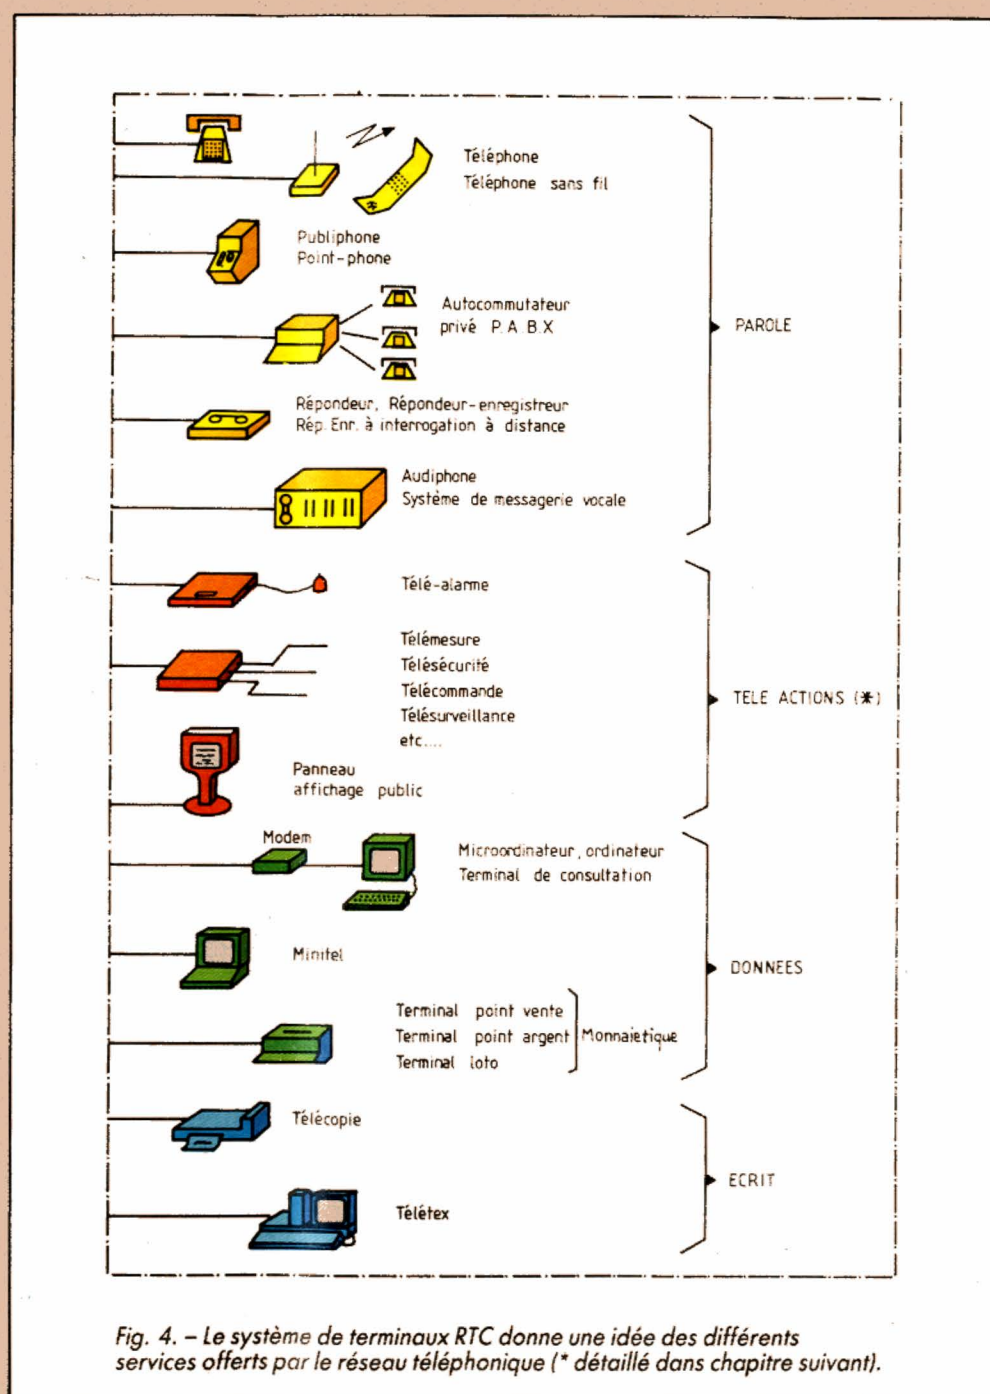 Téléphone
Téléphone sans fil
Publiphone
Point-phone
Autocommutateur
privé P.A.B.X
Répondeur, Répondeur-enregistreur
Rép. Enr. à interrogation à distance
Audiphone
Système de messagerie vocale
PAROLE
Télé-alarme
Télémesure
Télésécurité
Télécommande
Télésurveillance
etc....
Panneau
affichage public
TELE ACTIONS (*)
Modem
Microordinateur, ordinateur
Terminal de consultation
Minitel
Terminal point vente
Terminal point argent
Terminal loto
Monnaietique
DONNEES
Télécopie
Télétex
ECRIT
Fig. 4. – Le système de terminaux RTC donne une idée des différents
services offerts par le réseau téléphonique (* détaillé dans chapitre suivant).